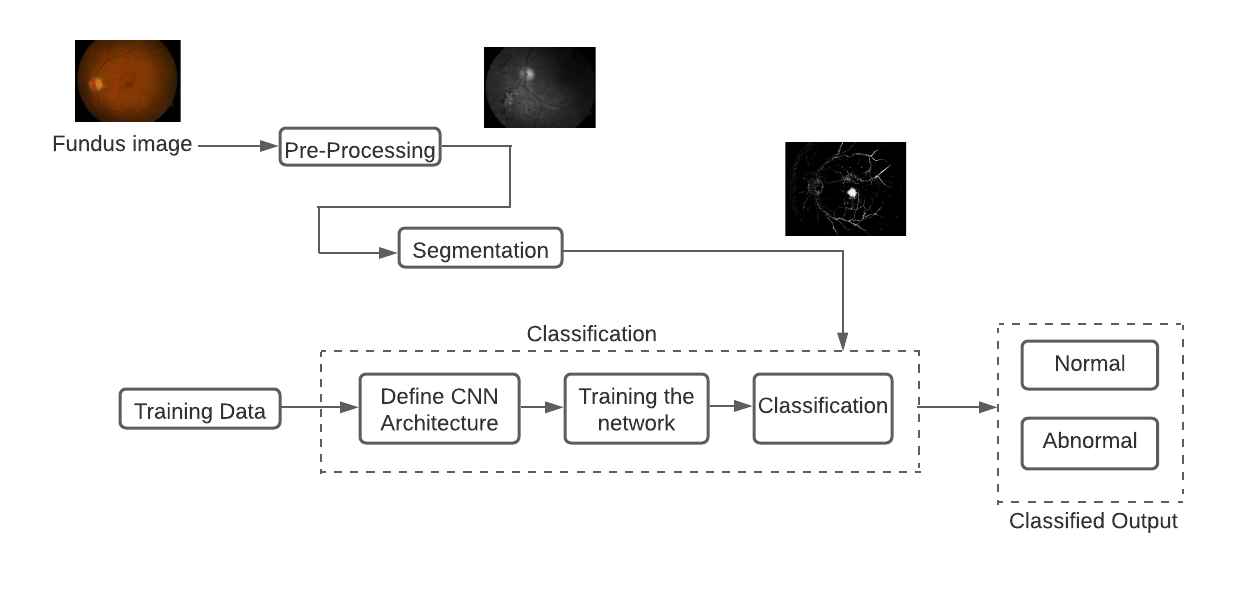 Fundus image
Pre-Processing
Segmentation
Classification
Training Data
Define CNN
Architecture
Training the
network
Classification
Normal
Abnormal
Classified Output